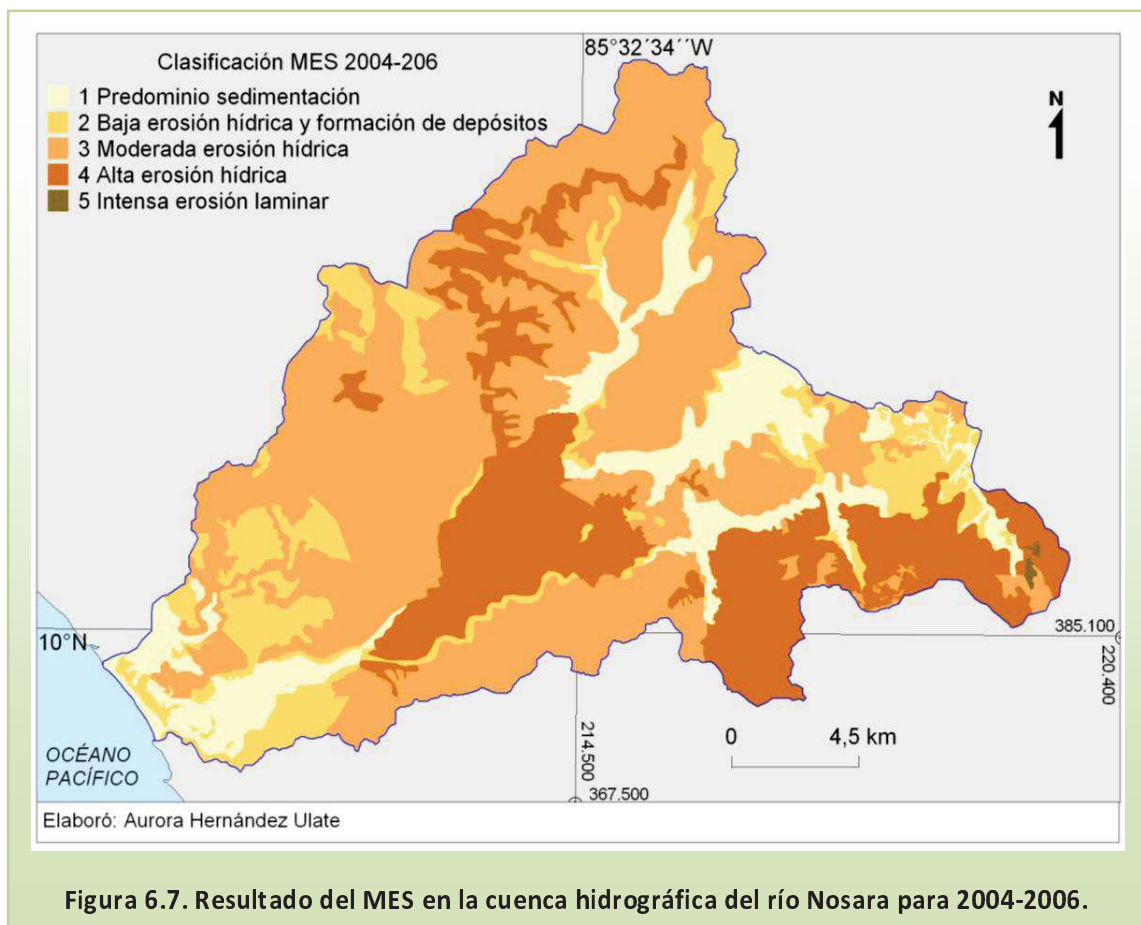 85°32´34´´W
Clasificación MES 2004-206
1 Predominio sedimentación
2 Baja erosión hídrica y formación de depósitos
3 Moderada erosión hídrica
4 Alta erosión hídrica
5 Intensa erosión laminar
N
10°N
385.100
220.400
OCÉANO
PACÍFICO
0 4,5 km
214.500
367.500
Elaboró: Aurora Hernández Ulate
Figura 6.7. Resultado del MES en la cuenca hidrográfica del río Nosara para 2004-2006.